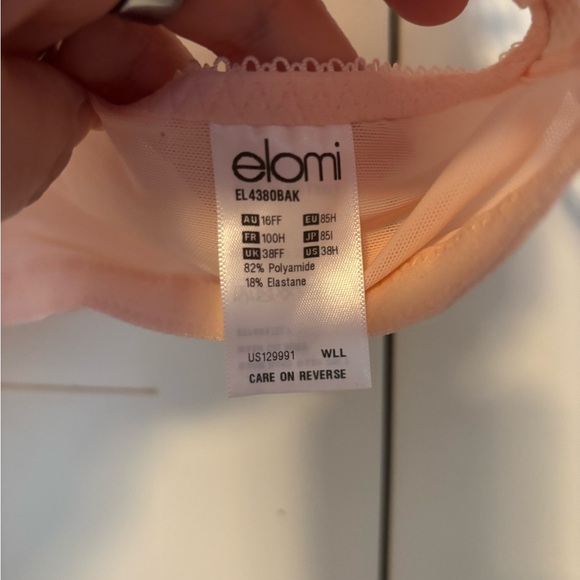 elomi
EL4380BAK
AU 16FF EU 85H
FR 100H JP 85I
UK 38FF US 38H
82% Polyamide
18% Elastane
US129991 WLL
CARE ON REVERSE